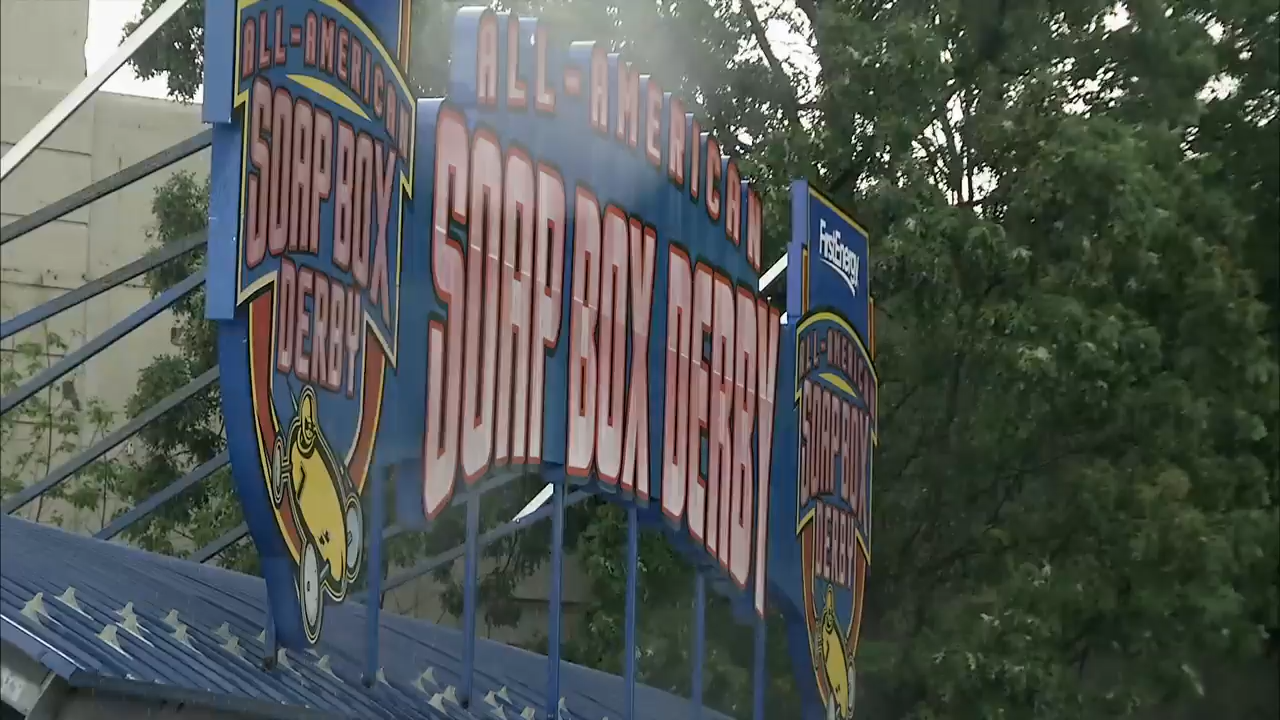 ALL-AMERICAN
SOAP BOX
DERBY
ALL-AMERICAN
SOAP BOX DERBY
FirstEnergy
ALL-AMERICAN
SOAP BOX
DERBY